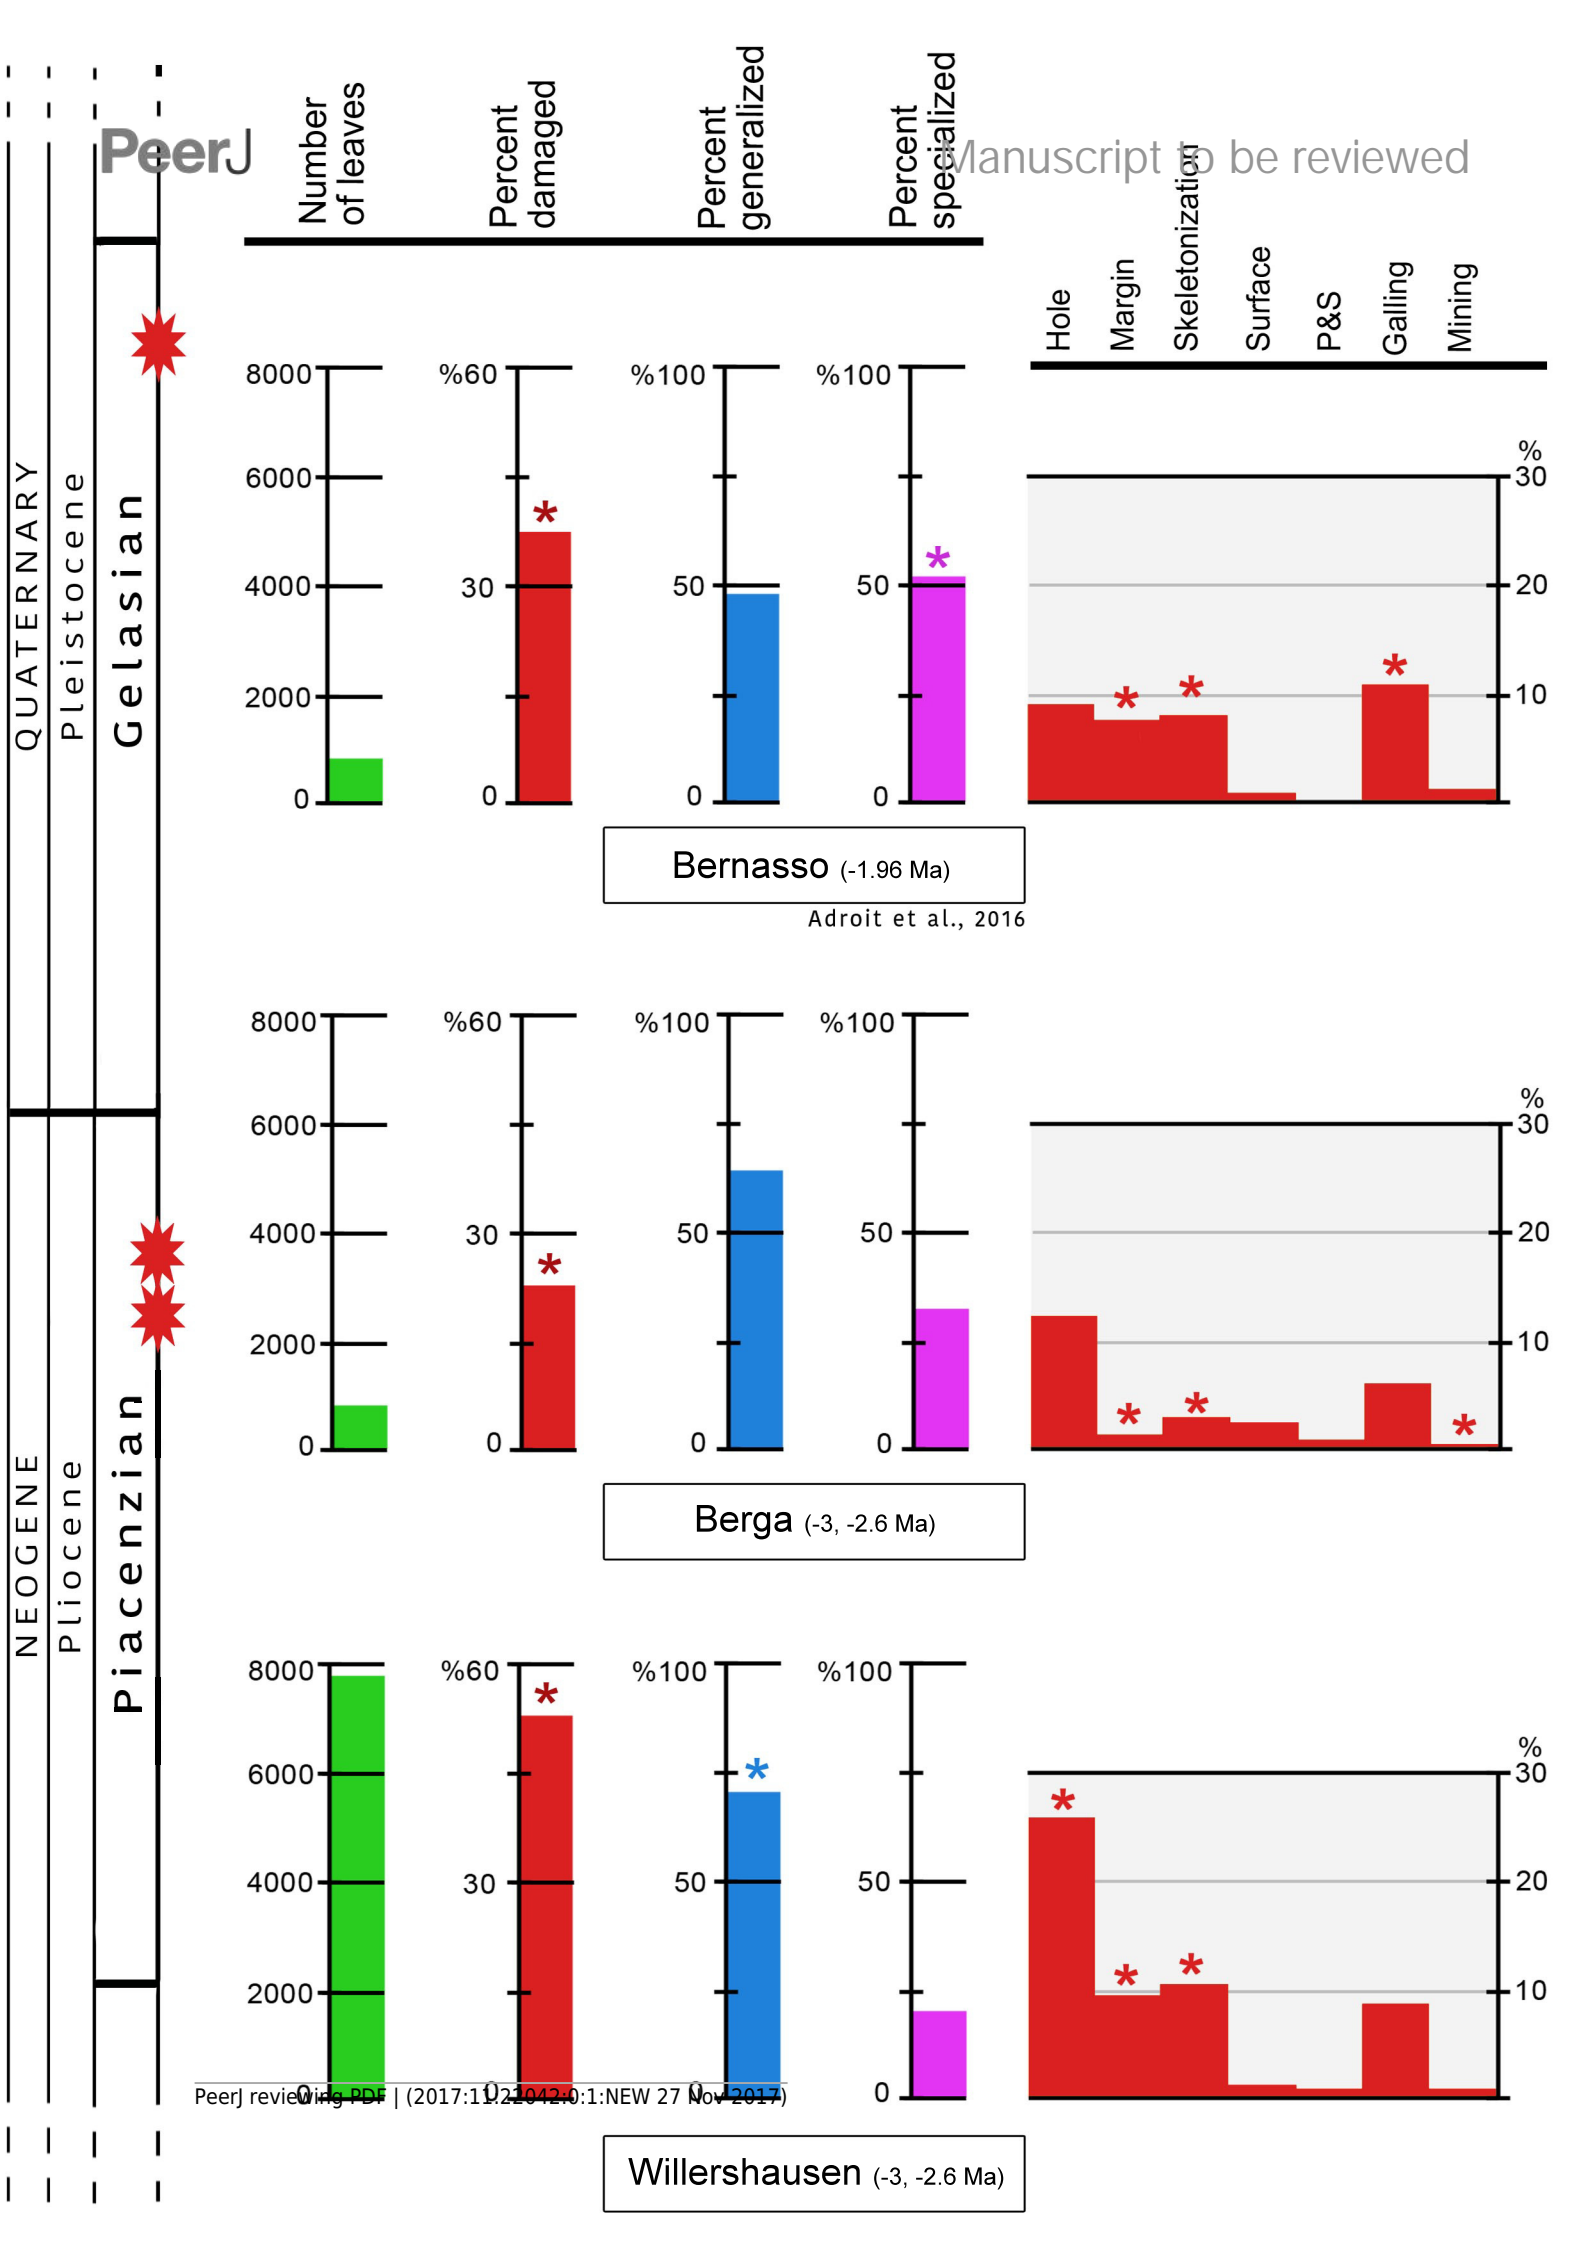 PeerJ
Manuscript to be reviewed
Number
of leaves
Percent
damaged
Percent
generalized
Percent
specialized
Hole
Margin
Skeletonization
Surface
P&S
Galling
Mining
QUATERNARY
Pleistocene
Gelasian
8000
6000
4000
2000
0
%60
30
0
%100
50
0
%100
50
0
%
30
20
10
Bernasso (-1.96 Ma)
Adroit et al., 2016
NEOGENE
Pliocene
Piacenzian
8000
6000
4000
2000
0
%60
30
0
%100
50
0
%100
50
0
%
30
20
10
Berga (-3, -2.6 Ma)
8000
6000
4000
2000
0
%60
30
0
%100
50
0
%100
50
0
%
30
20
10
PeerJ reviewing PDF | (2017:11:22042:0:1:NEW 27 Nov 2017)
Willershausen (-3, -2.6 Ma)